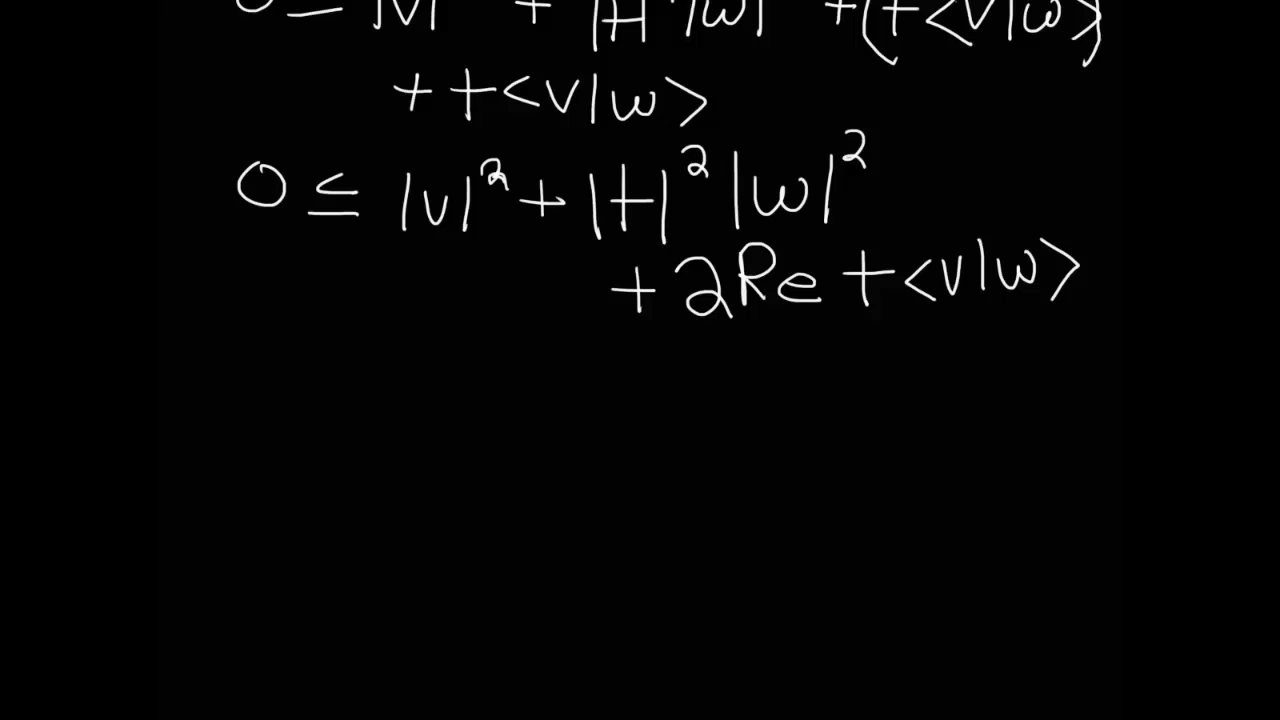 + |t| |w| + (t<v|w>)
+ t<v|w>
0 ≤ |v|² + |t|² |w|²
+ 2Re t<v|w>